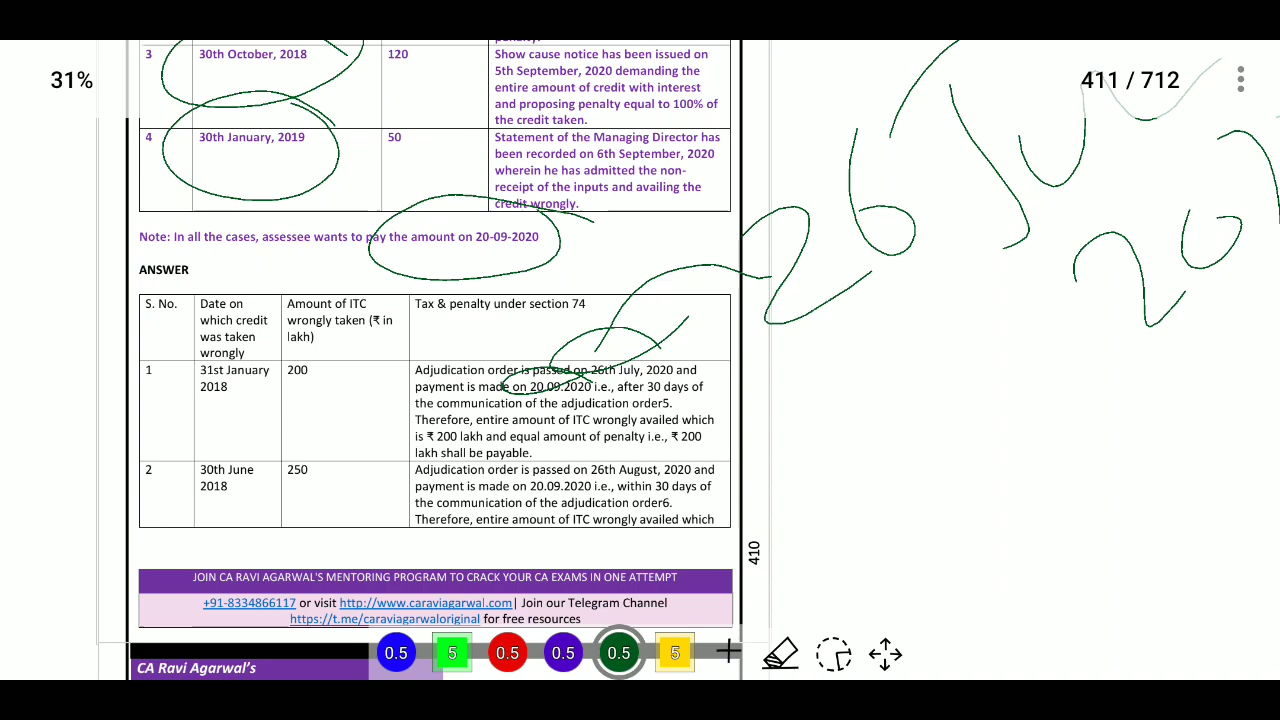 31%
411 / 712
3 30th October, 2018 120 Show cause notice has been issued on
5th September, 2020 demanding the
entire amount of credit with interest
and proposing penalty equal to 100% of
the credit taken.
4 30th January, 2019 50 Statement of the Managing Director has
been recorded on 6th September, 2020
wherein he has admitted the non-
receipt of the inputs and availing the
credit wrongly.
Note: In all the cases, assessee wants to pay the amount on 20-09-2020
ANSWER
S. No. Date on Amount of ITC Tax & penalty under section 74
which credit wrongly taken (₹ in
was taken lakh)
wrongly
1 31st January 200 Adjudication order is passed on 26th July, 2020 and
2018 payment is made on 20.09.2020 i.e., after 30 days of
the communication of the adjudication order5.
Therefore, entire amount of ITC wrongly availed which
is ₹ 200 lakh and equal amount of penalty i.e., ₹ 200
lakh shall be payable.
2 30th June 250 Adjudication order is passed on 26th August, 2020 and
2018 payment is made on 20.09.2020 i.e., within 30 days of
the communication of the adjudication order6.
Therefore, entire amount of ITC wrongly availed which
26
20
410
JOIN CA RAVI AGARWAL'S MENTORING PROGRAM TO CRACK YOUR CA EXAMS IN ONE ATTEMPT
+91-8334866117 or visit http://www.caraviagarwal.com| Join our Telegram Channel
https://t.me/caraviagarwaloriginal for free resources
0.5 5 0.5 0.5 0.5 5
CA Ravi Agarwal's